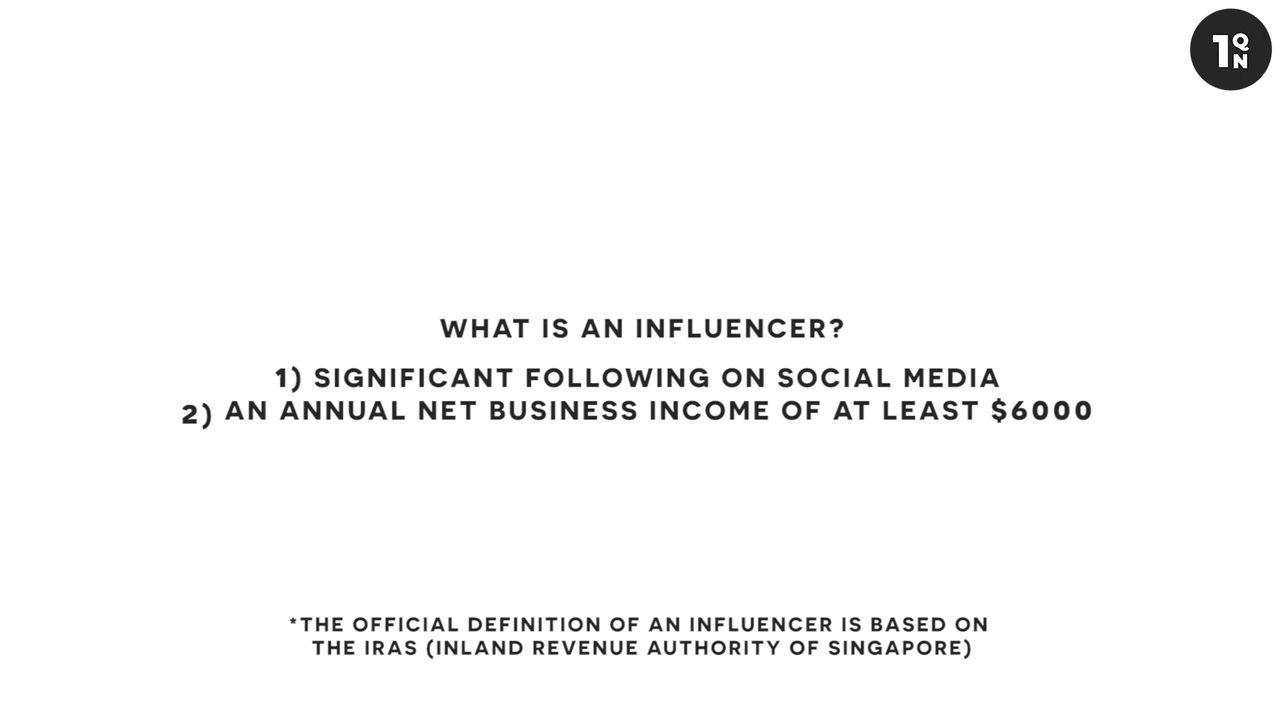 1QN
WHAT IS AN INFLUENCER?
1) SIGNIFICANT FOLLOWING ON SOCIAL MEDIA
2) AN ANNUAL NET BUSINESS INCOME OF AT LEAST $6000
*THE OFFICIAL DEFINITION OF AN INFLUENCER IS BASED ON
THE IRAS (INLAND REVENUE AUTHORITY OF SINGAPORE)